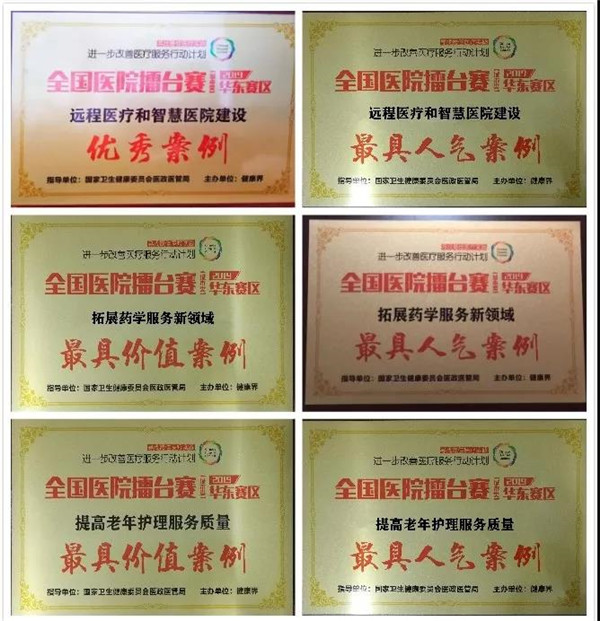 进一步改善医疗服务行动计划
全国医院擂台赛 2019 华东赛区
远程医疗和智慧医院建设
优秀案例
指导单位：国家卫生健康委员会医政医管局 主办单位：健康界
进一步改善医疗服务行动计划
全国医院擂台赛 2019 华东赛区
远程医疗和智慧医院建设
最具人气案例
指导单位：国家卫生健康委员会医政医管局 主办单位：健康界
进一步改善医疗服务行动计划
全国医院擂台赛 2019 华东赛区
拓展药学服务新领域
最具价值案例
指导单位：国家卫生健康委员会医政医管局 主办单位：健康界
进一步改善医疗服务行动计划
全国医院擂台赛 2019 华东赛区
拓展药学服务新领域
最具人气案例
指导单位：国家卫生健康委员会医政医管局 主办单位：健康界
进一步改善医疗服务行动计划
全国医院擂台赛 2019 华东赛区
提高老年护理服务质量
最具价值案例
指导单位：国家卫生健康委员会医政医管局 主办单位：健康界
进一步改善医疗服务行动计划
全国医院擂台赛 2019 华东赛区
提高老年护理服务质量
最具人气案例
指导单位：国家卫生健康委员会医政医管局 主办单位：健康界